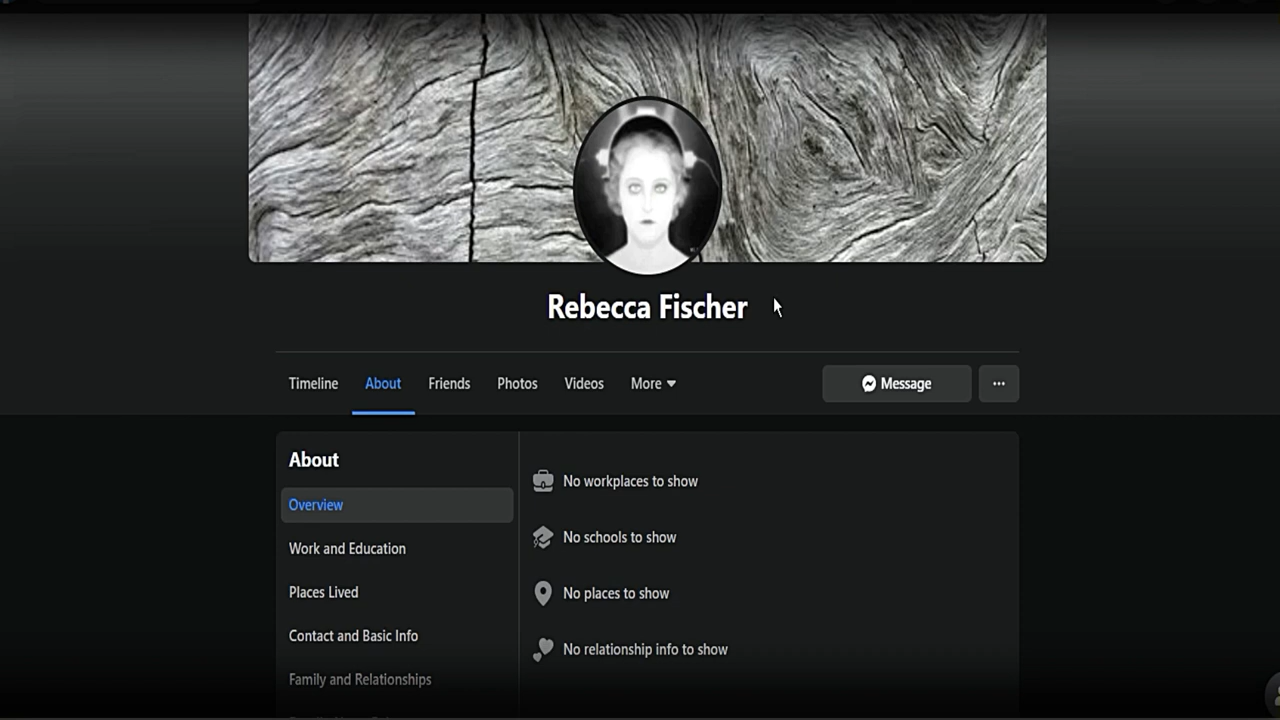 Rebecca Fischer
Timeline About Friends Photos Videos More Message
About
Overview
Work and Education
Places Lived
Contact and Basic Info
Family and Relationships
No workplaces to show
No schools to show
No places to show
No relationship info to show